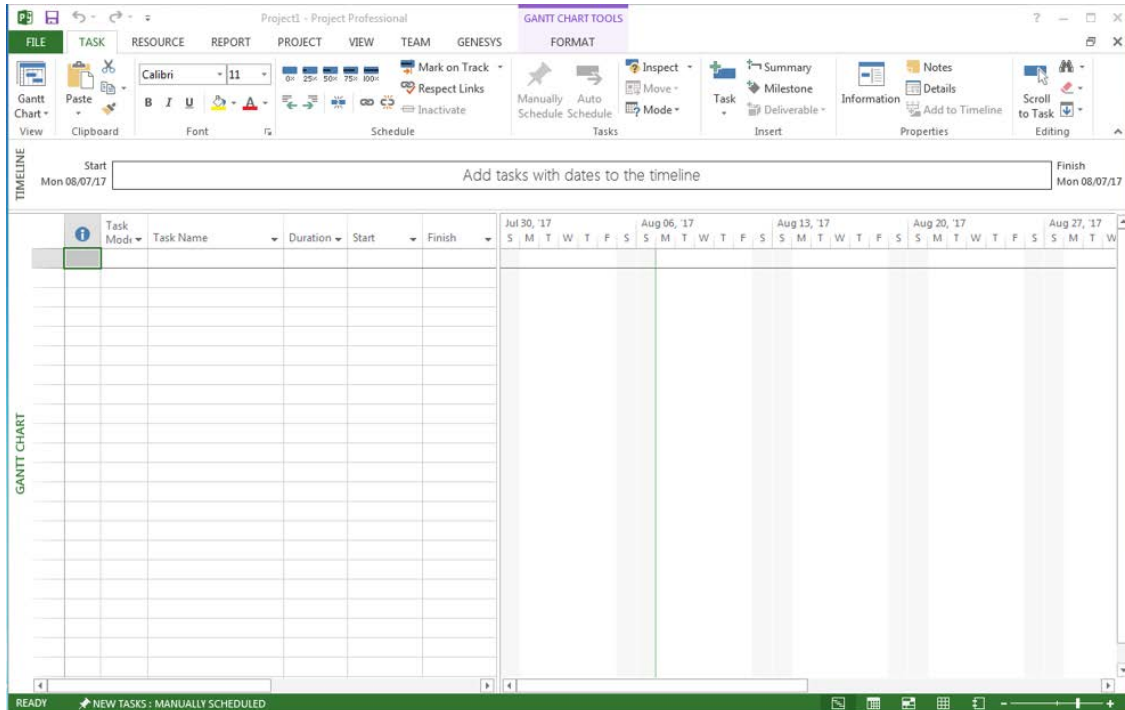 Project1 - Project Professional
GANTT CHART TOOLS
FILE TASK RESOURCE REPORT PROJECT VIEW TEAM GENESYS FORMAT
Gantt Chart
View
Paste
Clipboard
Calibri 11
B I U A
Font
0% 25% 50% 75% 100%
Mark on Track
Respect Links
Inactivate
Schedule
Manually Schedule
Auto Schedule
Inspect
Move
Mode
Tasks
Task
Summary
Milestone
Deliverable
Insert
Information
Notes
Details
Add to Timeline
Properties
Scroll to Task
Editing
TIMELINE
Start
Mon 08/07/17
Add tasks with dates to the timeline
Finish
Mon 08/07/17
Task Mode Task Name Duration Start Finish
Jul 30, '17 Aug 06, '17 Aug 13, '17 Aug 20, '17 Aug 27, '17
S M T W T F S S M T W T F S S M T W T F S S M T W T F S S M T W
GANTT CHART
READY NEW TASKS : MANUALLY SCHEDULED